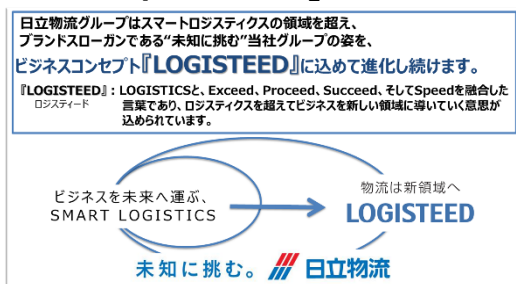 日立物流グループはスマートロジスティクスの領域を超え、
ブランドスローガンである“未知に挑む”当社グループの姿を、
ビジネスコンセプト『LOGISTEED』に込めて進化し続けます。
『LOGISTEED』：LOGISTICSと、Exceed、Proceed、Succeed、そしてSpeedを融合した
ロジスティード
言葉であり、ロジスティクスを超えてビジネスを新しい領域に導いていく意思が
込められています。
ビジネスを未来へ運ぶ、
SMART LOGISTICS
物流は新領域へ
LOGISTEED
未知に挑む。 日立物流